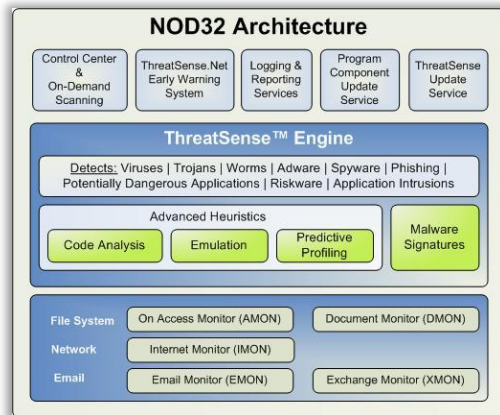 NOD32 Architecture
Control Center
&
On-Demand
Scanning
ThreatSense.Net
Early Warning
System
Logging &
Reporting
Services
Program
Component
Update
Service
ThreatSense
Update
Service
ThreatSense™ Engine
Detects: Viruses | Trojans | Worms | Adware | Spyware | Phishing |
Potentially Dangerous Applications | Riskware | Application Intrusions
Advanced Heuristics
Code Analysis
Emulation
Predictive
Profiling
Malware
Signatures
File System
On Access Monitor (AMON)
Document Monitor (DMON)
Network
Internet Monitor (IMON)
Email
Email Monitor (EMON)
Exchange Monitor (XMON)